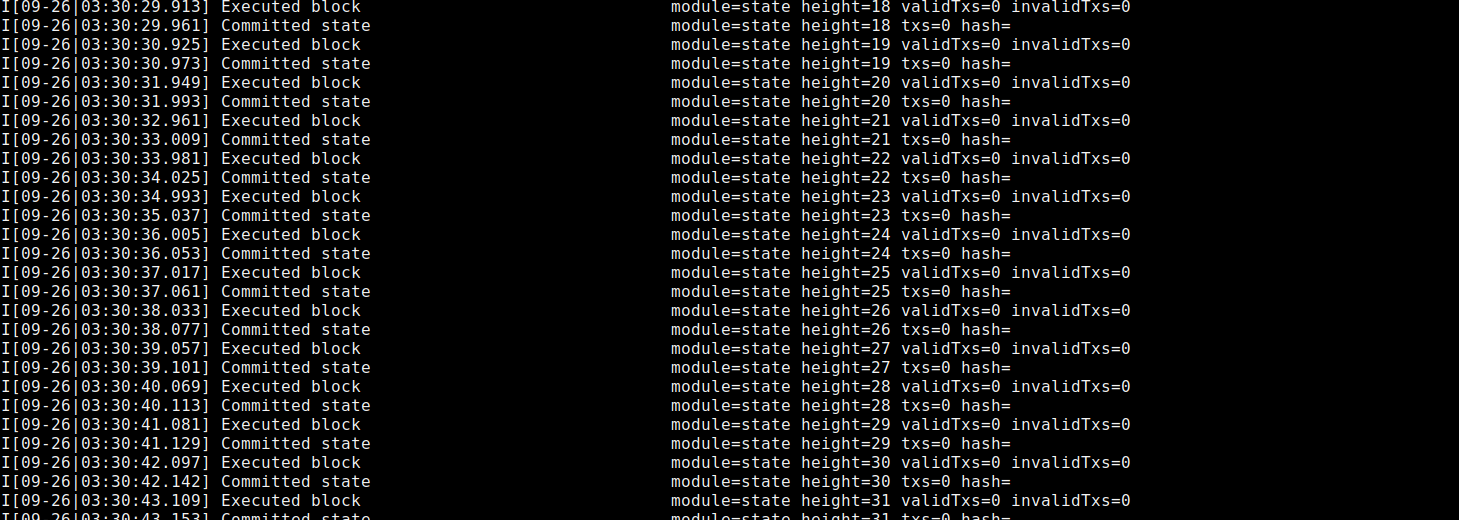 I[09-26|03:30:29.913] Executed block module=state height=18 validTxs=0 invalidTxs=0
I[09-26|03:30:29.961] Committed state module=state height=18 txs=0 hash=
I[09-26|03:30:30.925] Executed block module=state height=19 validTxs=0 invalidTxs=0
I[09-26|03:30:30.973] Committed state module=state height=19 txs=0 hash=
I[09-26|03:30:31.949] Executed block module=state height=20 validTxs=0 invalidTxs=0
I[09-26|03:30:31.993] Committed state module=state height=20 txs=0 hash=
I[09-26|03:30:32.961] Executed block module=state height=21 validTxs=0 invalidTxs=0
I[09-26|03:30:33.009] Committed state module=state height=21 txs=0 hash=
I[09-26|03:30:33.981] Executed block module=state height=22 validTxs=0 invalidTxs=0
I[09-26|03:30:34.025] Committed state module=state height=22 txs=0 hash=
I[09-26|03:30:34.993] Executed block module=state height=23 validTxs=0 invalidTxs=0
I[09-26|03:30:35.037] Committed state module=state height=23 txs=0 hash=
I[09-26|03:30:36.005] Executed block module=state height=24 validTxs=0 invalidTxs=0
I[09-26|03:30:36.053] Committed state module=state height=24 txs=0 hash=
I[09-26|03:30:37.017] Executed block module=state height=25 validTxs=0 invalidTxs=0
I[09-26|03:30:37.061] Committed state module=state height=25 txs=0 hash=
I[09-26|03:30:38.033] Executed block module=state height=26 validTxs=0 invalidTxs=0
I[09-26|03:30:38.077] Committed state module=state height=26 txs=0 hash=
I[09-26|03:30:39.057] Executed block module=state height=27 validTxs=0 invalidTxs=0
I[09-26|03:30:39.101] Committed state module=state height=27 txs=0 hash=
I[09-26|03:30:40.069] Executed block module=state height=28 validTxs=0 invalidTxs=0
I[09-26|03:30:40.113] Committed state module=state height=28 txs=0 hash=
I[09-26|03:30:41.081] Executed block module=state height=29 validTxs=0 invalidTxs=0
I[09-26|03:30:41.129] Committed state module=state height=29 txs=0 hash=
I[09-26|03:30:42.097] Executed block module=state height=30 validTxs=0 invalidTxs=0
I[09-26|03:30:42.142] Committed state module=state height=30 txs=0 hash=
I[09-26|03:30:43.109] Executed block module=state height=31 validTxs=0 invalidTxs=0
I[09-26|03:30:43.153] Committed state module=state height=31 txs=0 hash=